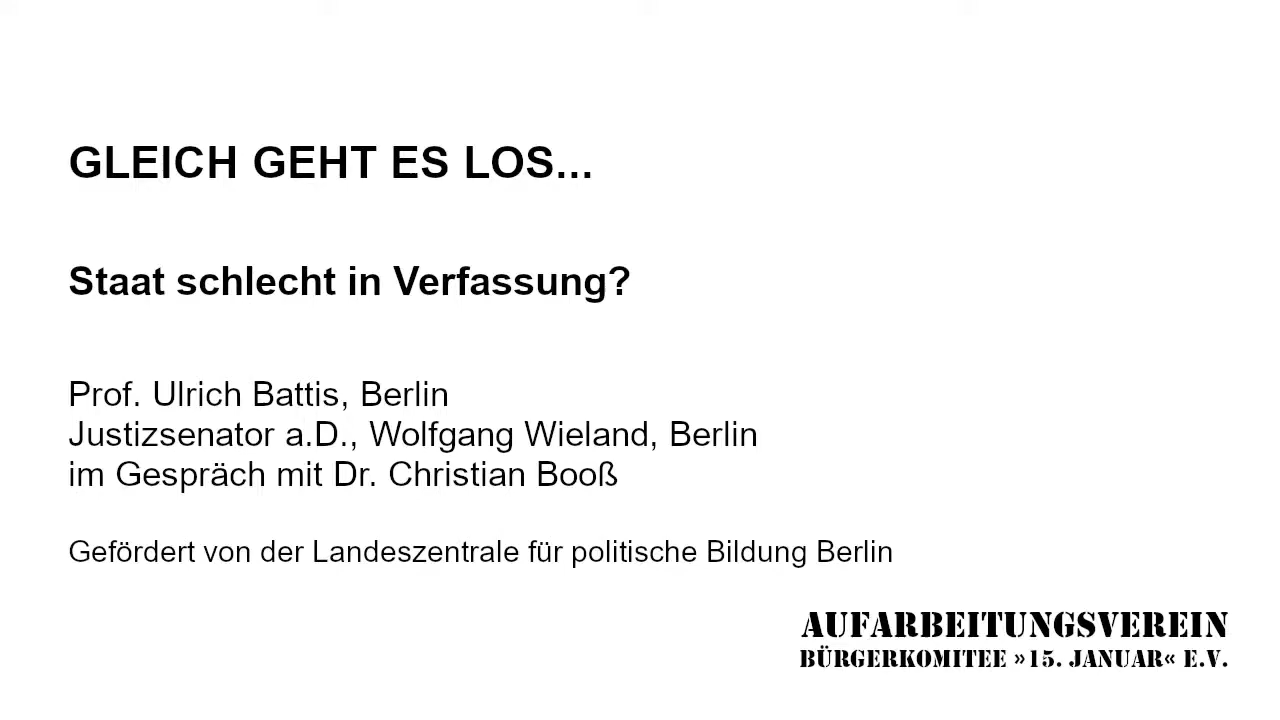 GLEICH GEHT ES LOS...
Staat schlecht in Verfassung?
Prof. Ulrich Battis, Berlin
Justizsenator a.D., Wolfgang Wieland, Berlin
im Gespräch mit Dr. Christian Booß
Gefördert von der Landeszentrale für politische Bildung Berlin
AUFARBEITUNGSVEREIN
BÜRGERKOMITEE »15. JANUAR« E.V.